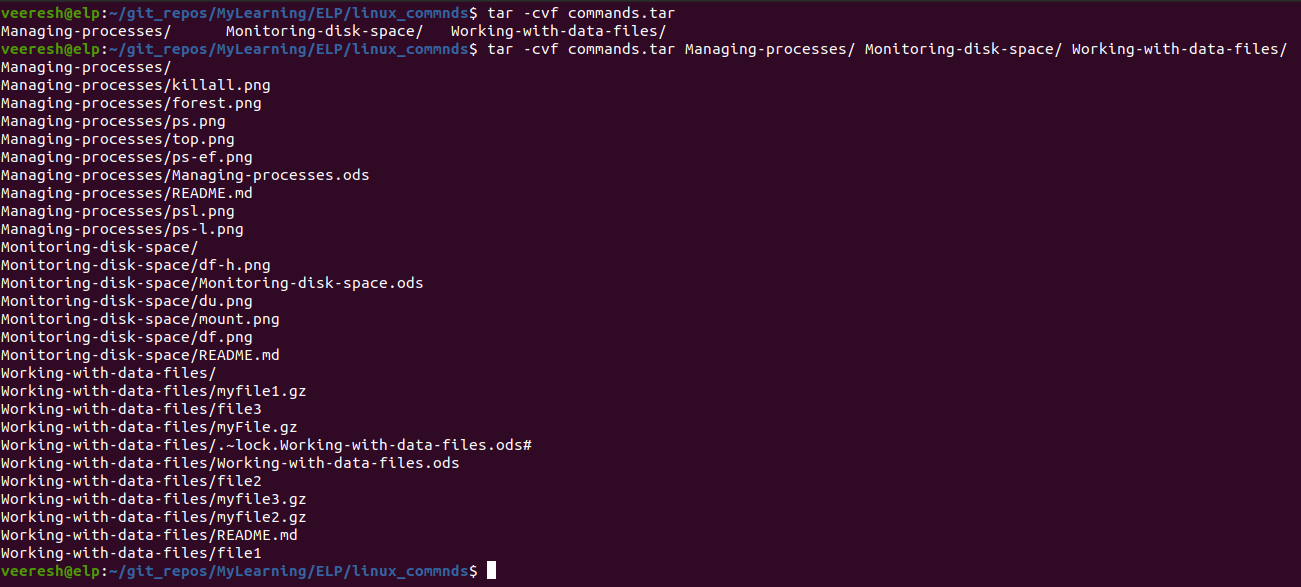 veeresh@elp:~/git_repos/MyLearning/ELP/linux_commnds$ tar -cvf commands.tar
Managing-processes/      Monitoring-disk-space/   Working-with-data-files/
veeresh@elp:~/git_repos/MyLearning/ELP/linux_commnds$ tar -cvf commands.tar Managing-processes/ Monitoring-disk-space/ Working-with-data-files/
Managing-processes/
Managing-processes/killall.png
Managing-processes/forest.png
Managing-processes/ps.png
Managing-processes/top.png
Managing-processes/ps-ef.png
Managing-processes/Managing-processes.ods
Managing-processes/README.md
Managing-processes/psl.png
Managing-processes/ps-l.png
Monitoring-disk-space/
Monitoring-disk-space/df-h.png
Monitoring-disk-space/Monitoring-disk-space.ods
Monitoring-disk-space/du.png
Monitoring-disk-space/mount.png
Monitoring-disk-space/df.png
Monitoring-disk-space/README.md
Working-with-data-files/
Working-with-data-files/myfile1.gz
Working-with-data-files/file3
Working-with-data-files/myFile.gz
Working-with-data-files/.~lock.Working-with-data-files.ods#
Working-with-data-files/Working-with-data-files.ods
Working-with-data-files/file2
Working-with-data-files/myfile3.gz
Working-with-data-files/myfile2.gz
Working-with-data-files/README.md
Working-with-data-files/file1
veeresh@elp:~/git_repos/MyLearning/ELP/linux_commnds$